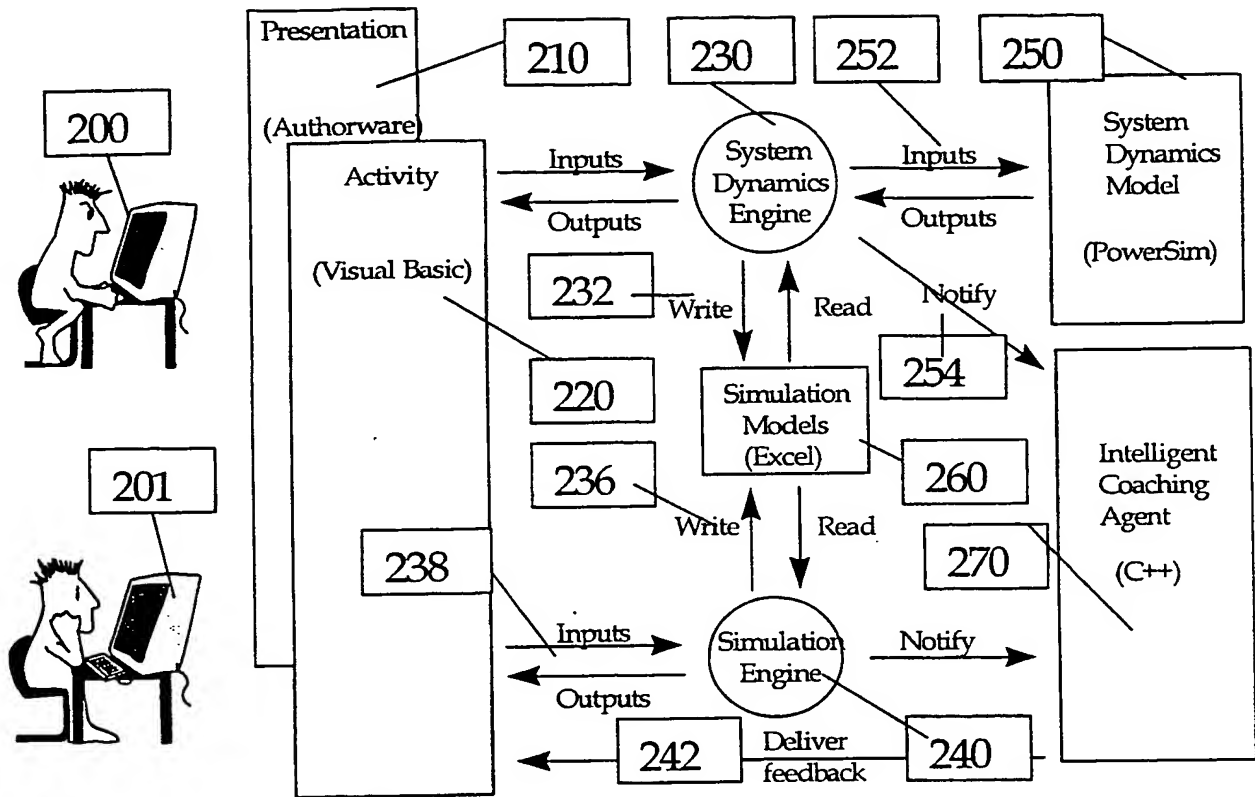 Presentation
210
230
252
250
200
(Authorware)
Activity
Inputs
System
Dynamics
Engine
Inputs
System
Dynamics
Model
Outputs
Outputs
(Visual Basic)
(PowerSim)
232
Write
Read
Notify
254
220
Simulation
Models
(Excel)
236
260
Intelligent
Coaching
Agent
201
Write
Read
238
270
(C++)
Inputs
Simulation
Engine
Notify
Outputs
242
Deliver
feedback
240